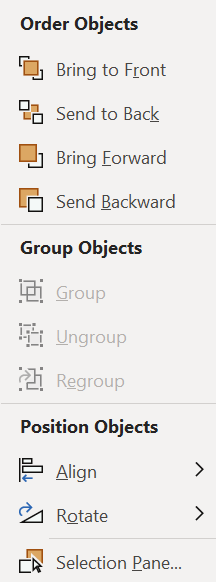 Order Objects
Bring to Front
Send to Back
Bring Forward
Send Backward
Group Objects
Group
Ungroup
Regroup
Position Objects
Align
Rotate
Selection Pane...